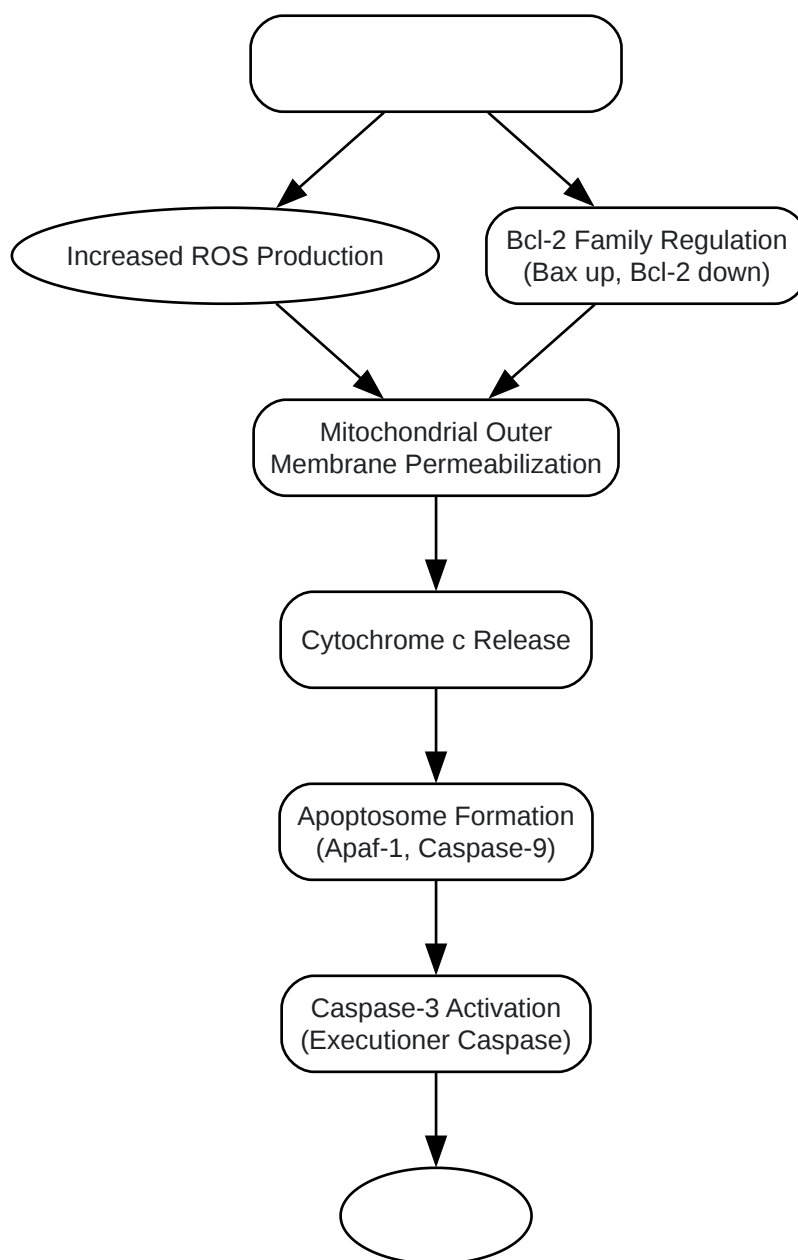 Increased ROS Production
Bcl-2 Family Regulation
(Bax up, Bcl-2 down)
Mitochondrial Outer
Membrane Permeabilization
Cytochrome c Release
Apoptosome Formation
(Apaf-1, Caspase-9)
Caspase-3 Activation
(Executioner Caspase)